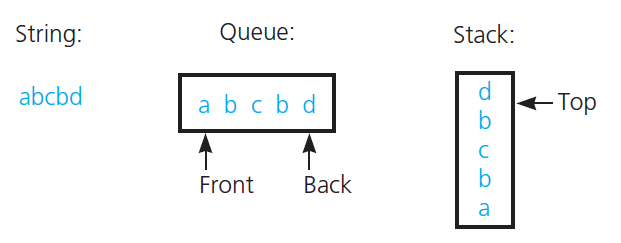 String:
abcbd
Queue:
a b c b d
Front
Back
Stack:
d
b
c
b
a
Top